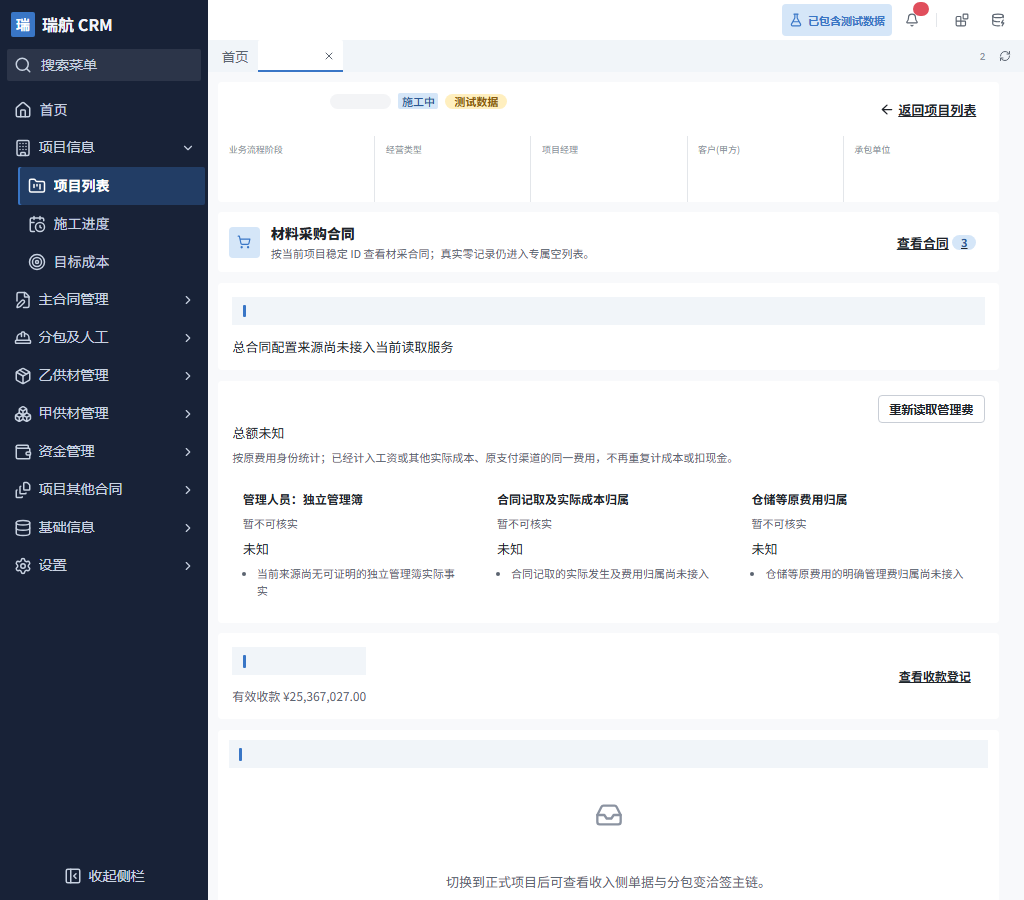 瑞 瑞航 CRM
已包含测试数据
搜索菜单
首页
2
首页
项目信息
项目列表
施工进度
目标成本
主合同管理
分包及人工
乙供材管理
甲供材管理
资金管理
项目其他合同
基础信息
设置
收起侧栏
施工中 测试数据
返回项目列表
业务流程阶段 经营类型 项目经理 客户(甲方) 承包单位
材料采购合同
按当前项目稳定 ID 查看材采合同；真实零记录仍进入专属空列表。
查看合同 3
总合同配置来源尚未接入当前读取服务
重新读取管理费
总额未知
按原费用身份统计；已经计入工资或其他实际成本、原支付渠道的同一费用，不再重复计成本或扣现金。
管理人员：独立管理簿
暂不可核实
未知
当前来源尚无可证明的独立管理簿实际事
实
合同记取及实际成本归属
暂不可核实
未知
合同记取的实际发生及费用归属尚未接入
仓储等原费用归属
暂不可核实
未知
仓储等原费用的明确管理费归属尚未接入
有效收款 ¥25,367,027.00
查看收款登记
切换到正式项目后可查看收入侧单据与分包变洽签主链。